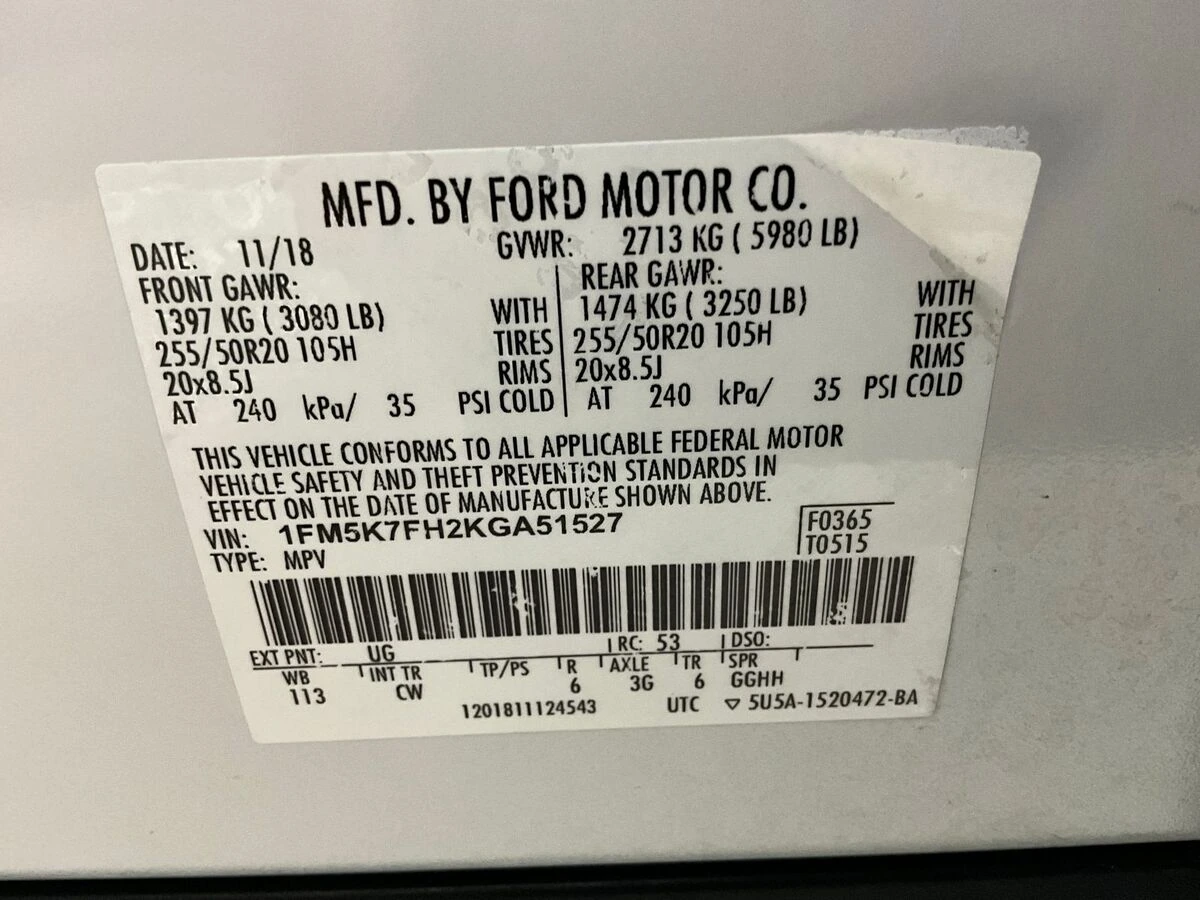 MFD. BY FORD MOTOR CO.
DATE: 11/18 GVWR: 2713 KG ( 5980 LB)
FRONT GAWR: REAR GAWR:
1397 KG ( 3080 LB) WITH 1474 KG ( 3250 LB) WITH
255/50R20 105H TIRES 255/50R20 105H TIRES
20x8.5J RIMS 20x8.5J RIMS
AT 240 kPa/ 35 PSI COLD AT 240 kPa/ 35 PSI COLD
THIS VEHICLE CONFORMS TO ALL APPLICABLE FEDERAL MOTOR
VEHICLE SAFETY AND THEFT PREVENTION STANDARDS IN
EFFECT ON THE DATE OF MANUFACTURE SHOWN ABOVE.
VIN: 1FM5K7FH2KGA51527 F0365
TYPE: MPV T0515
EXT PNT: UG RC: 53 DSO:
WB INT TR TP/PS R AXLE TR SPR
113 CW 6 3G 6 GGHH
1201811124543 UTC ▽ 5U5A-1520472-BA